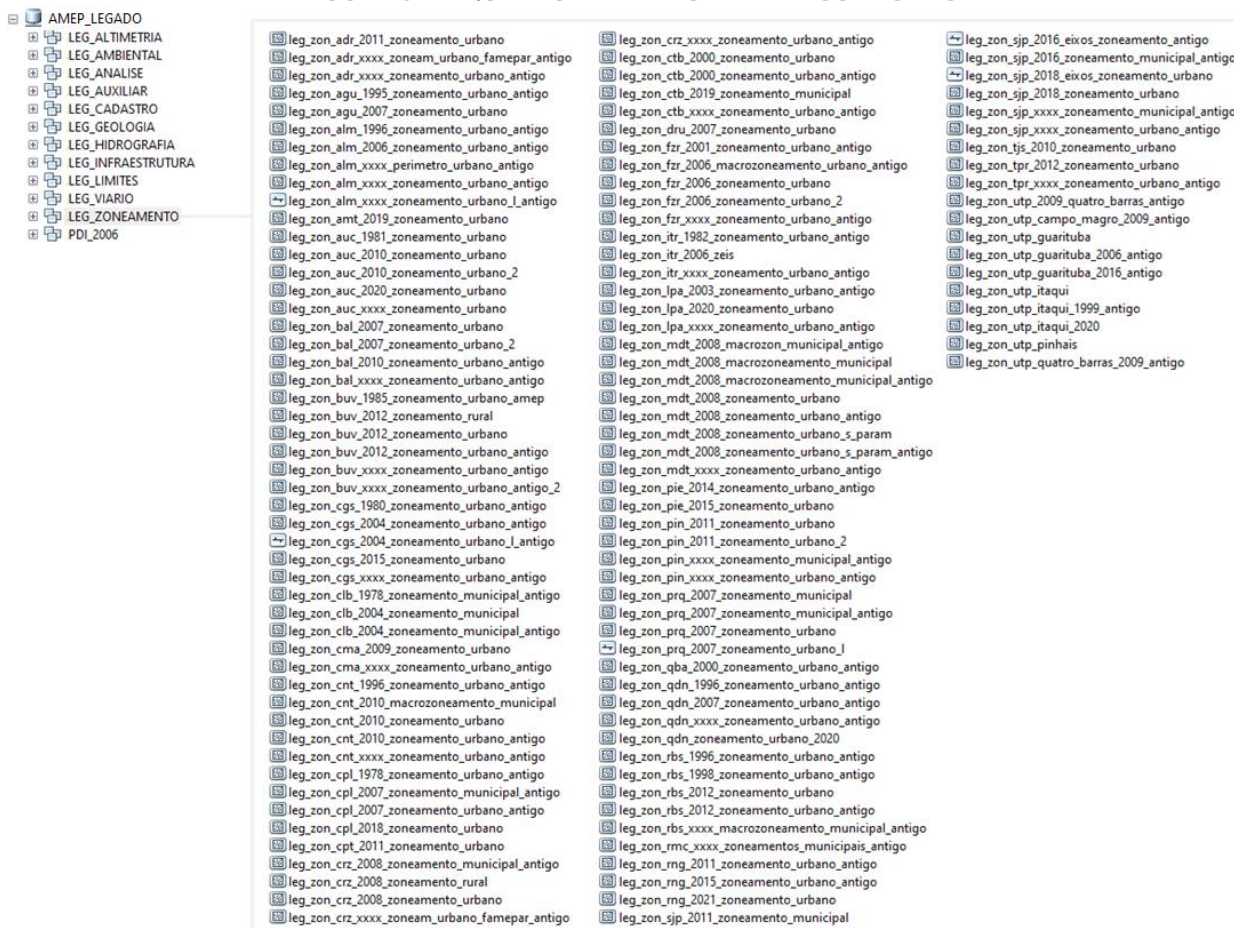 AMEP_LEGADO
LEG_ALTIMETRIA
LEG_AMBIENTAL
LEG_ANALISE
LEG_AUXILIAR
LEG_CADASTRO
LEG_GEOLOGIA
LEG_HIDROGRAFIA
LEG_INFRAESTRUTURA
LEG_LIMITES
LEG_VIARIO
LEG_ZONEAMENTO
PDI_2006
leg_zon_adr_2011_zoneamento_urbano
leg_zon_adr_xxxx_zoneam_urbano_famepar_antigo
leg_zon_adr_xxxx_zoneamento_urbano_antigo
leg_zon_agu_1995_zoneamento_urbano_antigo
leg_zon_agu_2007_zoneamento_urbano
leg_zon_alm_1996_zoneamento_urbano_antigo
leg_zon_alm_2006_zoneamento_urbano_antigo
leg_zon_alm_xxxx_perimetro_urbano_antigo
leg_zon_alm_xxxx_zoneamento_urbano_antigo
leg_zon_alm_xxxx_zoneamento_urbano_l_antigo
leg_zon_amt_2019_zoneamento_urbano
leg_zon_auc_1981_zoneamento_urbano
leg_zon_auc_2010_zoneamento_urbano
leg_zon_auc_2010_zoneamento_urbano_2
leg_zon_auc_2020_zoneamento_urbano
leg_zon_auc_xxxx_zoneamento_urbano
leg_zon_bal_2007_zoneamento_urbano
leg_zon_bal_2007_zoneamento_urbano_2
leg_zon_bal_2010_zoneamento_urbano_antigo
leg_zon_bal_xxxx_zoneamento_urbano_antigo
leg_zon_buv_1985_zoneamento_urbano_amep
leg_zon_buv_2012_zoneamento_rural
leg_zon_buv_2012_zoneamento_urbano
leg_zon_buv_2012_zoneamento_urbano_antigo
leg_zon_buv_xxxx_zoneamento_urbano_antigo
leg_zon_buv_xxxx_zoneamento_urbano_antigo_2
leg_zon_cgs_1980_zoneamento_urbano_antigo
leg_zon_cgs_2004_zoneamento_urbano_antigo
leg_zon_cgs_2004_zoneamento_urbano_l_antigo
leg_zon_cgs_2015_zoneamento_urbano
leg_zon_cgs_xxxx_zoneamento_urbano_antigo
leg_zon_clb_1978_zoneamento_municipal_antigo
leg_zon_clb_2004_zoneamento_municipal
leg_zon_clb_2004_zoneamento_municipal_antigo
leg_zon_cma_2009_zoneamento_urbano
leg_zon_cma_xxxx_zoneamento_urbano_antigo
leg_zon_cnt_1996_zoneamento_urbano_antigo
leg_zon_cnt_2010_macrozoneamento_municipal
leg_zon_cnt_2010_zoneamento_urbano
leg_zon_cnt_2010_zoneamento_urbano_antigo
leg_zon_cnt_xxxx_zoneamento_urbano_antigo
leg_zon_cpl_1978_zoneamento_urbano_antigo
leg_zon_cpl_2007_zoneamento_municipal_antigo
leg_zon_cpl_2007_zoneamento_urbano_antigo
leg_zon_cpl_2018_zoneamento_urbano
leg_zon_cpt_2011_zoneamento_urbano
leg_zon_crz_2008_zoneamento_municipal_antigo
leg_zon_crz_2008_zoneamento_rural
leg_zon_crz_2008_zoneamento_urbano
leg_zon_crz_xxxx_zoneam_urbano_famepar_antigo
leg_zon_crz_xxxx_zoneamento_urbano_antigo
leg_zon_ctb_2000_zoneamento_urbano
leg_zon_ctb_2000_zoneamento_urbano_antigo
leg_zon_ctb_2019_zoneamento_municipal
leg_zon_ctb_xxxx_zoneamento_urbano_antigo
leg_zon_dru_2007_zoneamento_urbano
leg_zon_fzr_2001_zoneamento_urbano_antigo
leg_zon_fzr_2006_macrozoneamento_urbano_antigo
leg_zon_fzr_2006_zoneamento_urbano
leg_zon_fzr_2006_zoneamento_urbano_2
leg_zon_fzr_xxxx_zoneamento_urbano_antigo
leg_zon_itr_1982_zoneamento_urbano_antigo
leg_zon_itr_2006_zeis
leg_zon_itr_xxxx_zoneamento_urbano_antigo
leg_zon_lpa_2003_zoneamento_urbano_antigo
leg_zon_lpa_2020_zoneamento_urbano
leg_zon_lpa_xxxx_zoneamento_urbano_antigo
leg_zon_mdt_2008_macrozon_municipal_antigo
leg_zon_mdt_2008_macrozoneamento_municipal
leg_zon_mdt_2008_macrozoneamento_municipal_antigo
leg_zon_mdt_2008_zoneamento_urbano
leg_zon_mdt_2008_zoneamento_urbano_antigo
leg_zon_mdt_2008_zoneamento_urbano_s_param
leg_zon_mdt_2008_zoneamento_urbano_s_param_antigo
leg_zon_mdt_xxxx_zoneamento_urbano_antigo
leg_zon_pie_2014_zoneamento_urbano_antigo
leg_zon_pie_2015_zoneamento_urbano
leg_zon_pin_2011_zoneamento_urbano
leg_zon_pin_2011_zoneamento_urbano_2
leg_zon_pin_xxxx_zoneamento_municipal_antigo
leg_zon_pin_xxxx_zoneamento_urbano_antigo
leg_zon_prq_2007_zoneamento_municipal
leg_zon_prq_2007_zoneamento_municipal_antigo
leg_zon_prq_2007_zoneamento_urbano
leg_zon_prq_2007_zoneamento_urbano_l
leg_zon_qba_2000_zoneamento_urbano_antigo
leg_zon_qdn_1996_zoneamento_urbano_antigo
leg_zon_qdn_2007_zoneamento_urbano_antigo
leg_zon_qdn_xxxx_zoneamento_urbano_antigo
leg_zon_qdn_zoneamento_urbano_2020
leg_zon_rbs_1996_zoneamento_urbano_antigo
leg_zon_rbs_1998_zoneamento_urbano_antigo
leg_zon_rbs_2012_zoneamento_urbano
leg_zon_rbs_2012_zoneamento_urbano_antigo
leg_zon_rbs_xxxx_macrozoneamento_municipal_antigo
leg_zon_rmc_xxxx_zoneamentos_municipais_antigo
leg_zon_rng_2011_zoneamento_urbano_antigo
leg_zon_rng_2015_zoneamento_urbano_antigo
leg_zon_rng_2021_zoneamento_urbano
leg_zon_sjp_2011_zoneamento_municipal
leg_zon_sjp_2016_eixos_zoneamento_antigo
leg_zon_sjp_2016_zoneamento_municipal_antigo
leg_zon_sjp_2018_eixos_zoneamento_urbano
leg_zon_sjp_2018_zoneamento_urbano
leg_zon_sjp_xxxx_zoneamento_municipal_antigo
leg_zon_sjp_xxxx_zoneamento_urbano_antigo
leg_zon_tjs_2010_zoneamento_urbano
leg_zon_tpr_2012_zoneamento_urbano
leg_zon_tpr_xxxx_zoneamento_urbano_antigo
leg_zon_utp_2009_quatro_barras_antigo
leg_zon_utp_campo_magro_2009_antigo
leg_zon_utp_guarituba
leg_zon_utp_guarituba_2006_antigo
leg_zon_utp_guarituba_2016_antigo
leg_zon_utp_itaqui
leg_zon_utp_itaqui_1999_antigo
leg_zon_utp_itaqui_2020
leg_zon_utp_pinhais
leg_zon_utp_quatro_barras_2009_antigo